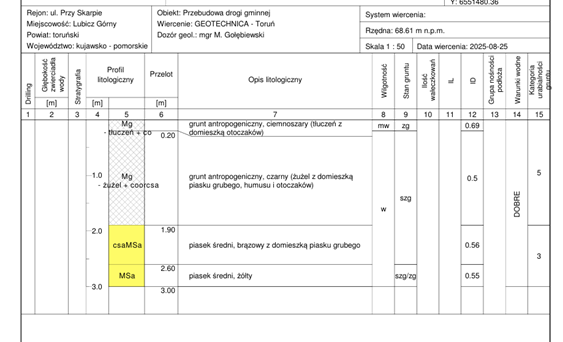 Y: 6551480.36
Rejon: ul. Przy Skarpie
Miejscowość: Lubicz Górny
Powiat: toruński
Województwo: kujawsko - pomorskie
Obiekt: Przebudowa drogi gminnej
Wiercenie: GEOTECHNICA - Toruń
Dozór geol.: mgr M. Gołębiewski
System wiercenia:
Rzędna: 68.61 m n.p.m.
Skala 1 : 50 Data wiercenia: 2025-08-25
Drilling
Głębokość zwierciadła wody
[m]
Stratygrafia
Profil litologiczny
[m]
Przelot
[m]
Opis litologiczny
Wilgotność
Stan gruntu
Ilość wałeczkowań
IL
ID
Grupa nośności podłoża
Warunki wodne
Kategoria urabialności gruntu
1 2 3 4 5 6 7 8 9 10 11 12 13 14 15
Mg
- tłuczeń + co
0.20
grunt antropogeniczny, ciemnoszary (tłuczeń z
domieszką otoczaków)
mw zg 0.69
1.0
Mg
- żużel + coorcsa
grunt antropogeniczny, czarny (żużel z domieszką
piasku grubego, humusu i otoczaków)
w
szg
0.5
DOBRE
5
1.90
2.0
csaMSa
piasek średni, brązowy z domieszką piasku grubego
0.56
3
2.60
MSa
piasek średni, żółty
szg/zg
0.55
3.0
3.00